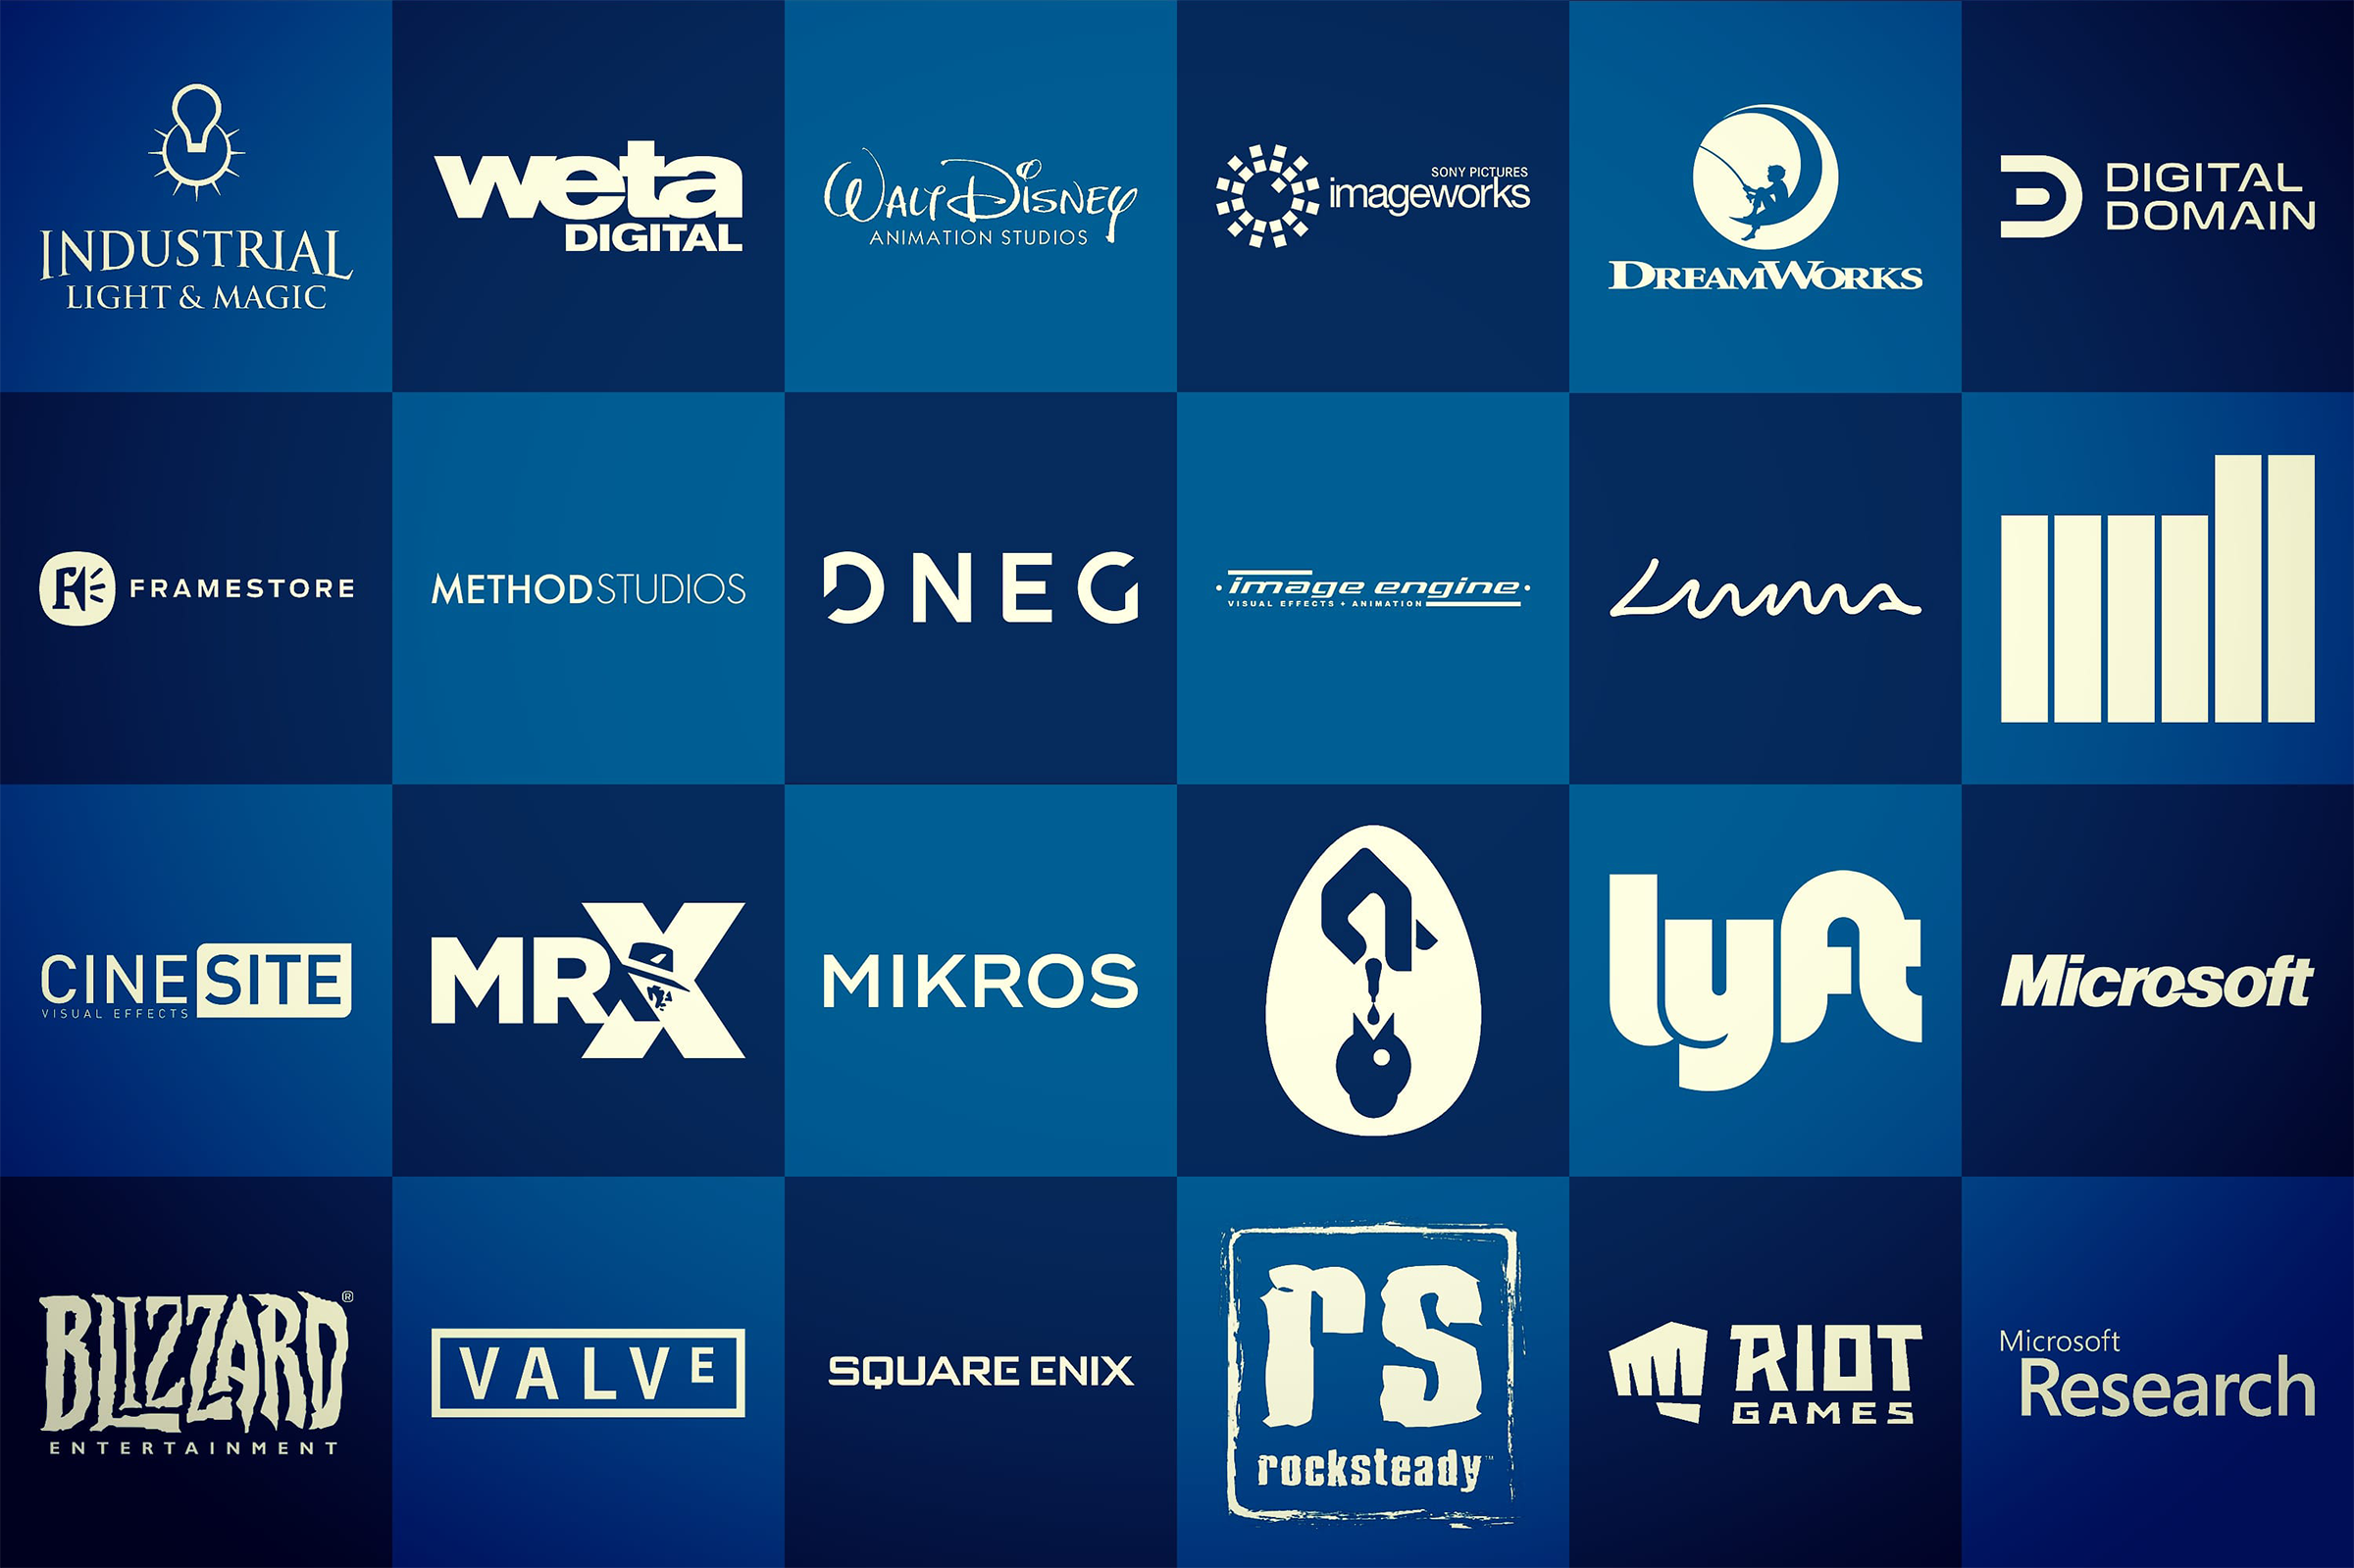 INDUSTRIAL
LIGHT & MAGIC
weta
DIGITAL
WALT DISNEY
ANIMATION STUDIOS
SONY PICTURES
imageworks
DREAMWORKS
DIGITAL
DOMAIN
FRAMESTORE
METHODSTUDIOS
DNEG
image engine
VISUAL EFFECTS + ANIMATION
Luma
CINESITE
VISUAL EFFECTS
MRX
MIKROS
lyft
Microsoft
BLIZZARD®
ENTERTAINMENT
VALVE
SQUARE ENIX
rs
rocksteady™
RIOT
GAMES
Microsoft
Research